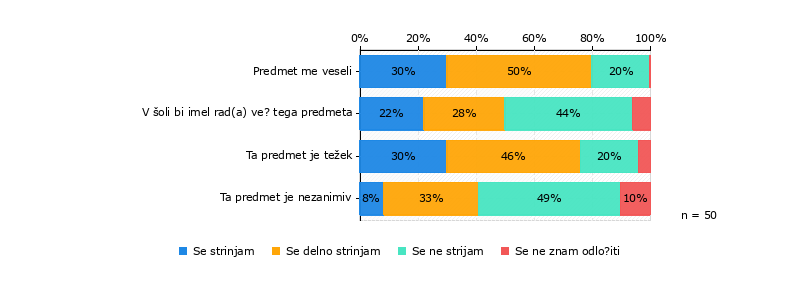 0% 20% 40% 60% 80% 100%
Predmet me veseli 30% 50% 20%
V šoli bi imel rad(a) ve? tega predmeta 22% 28% 44%
Ta predmet je težek 30% 46% 20%
Ta predmet je nezanimiv 8% 33% 49% 10%
n = 50
Se strinjam Se delno strinjam Se ne strijam Se ne znam odlo?iti